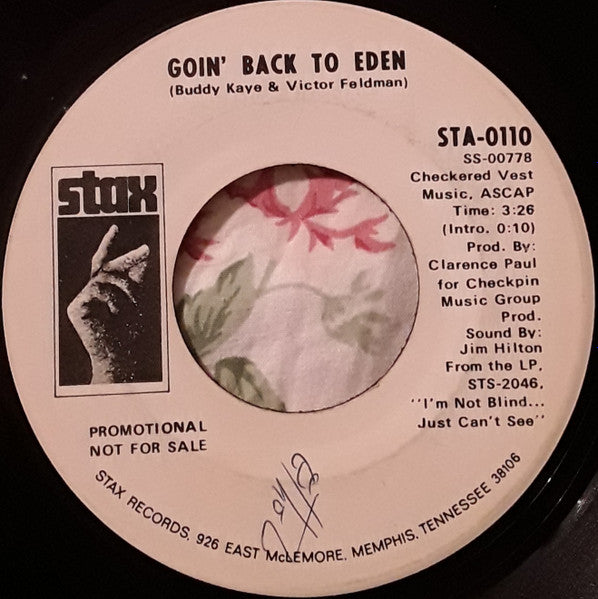 GOIN' BACK TO EDEN
(Buddy Kaye & Victor Feldman)
stax
STA-0110
SS-00778
Checkered Vest
Music, ASCAP
Time: 3:26
(Intro. 0:10)
Prod. By:
Clarence Paul
for Checkpin
Music Group
Prod.
Sound By:
Jim Hilton
From the LP,
STS-2046,
"I'm Not Blind...
Just Can't See"
PROMOTIONAL
NOT FOR SALE
STAX RECORDS, 926 EAST McLEMORE, MEMPHIS, TENNESSEE 38106